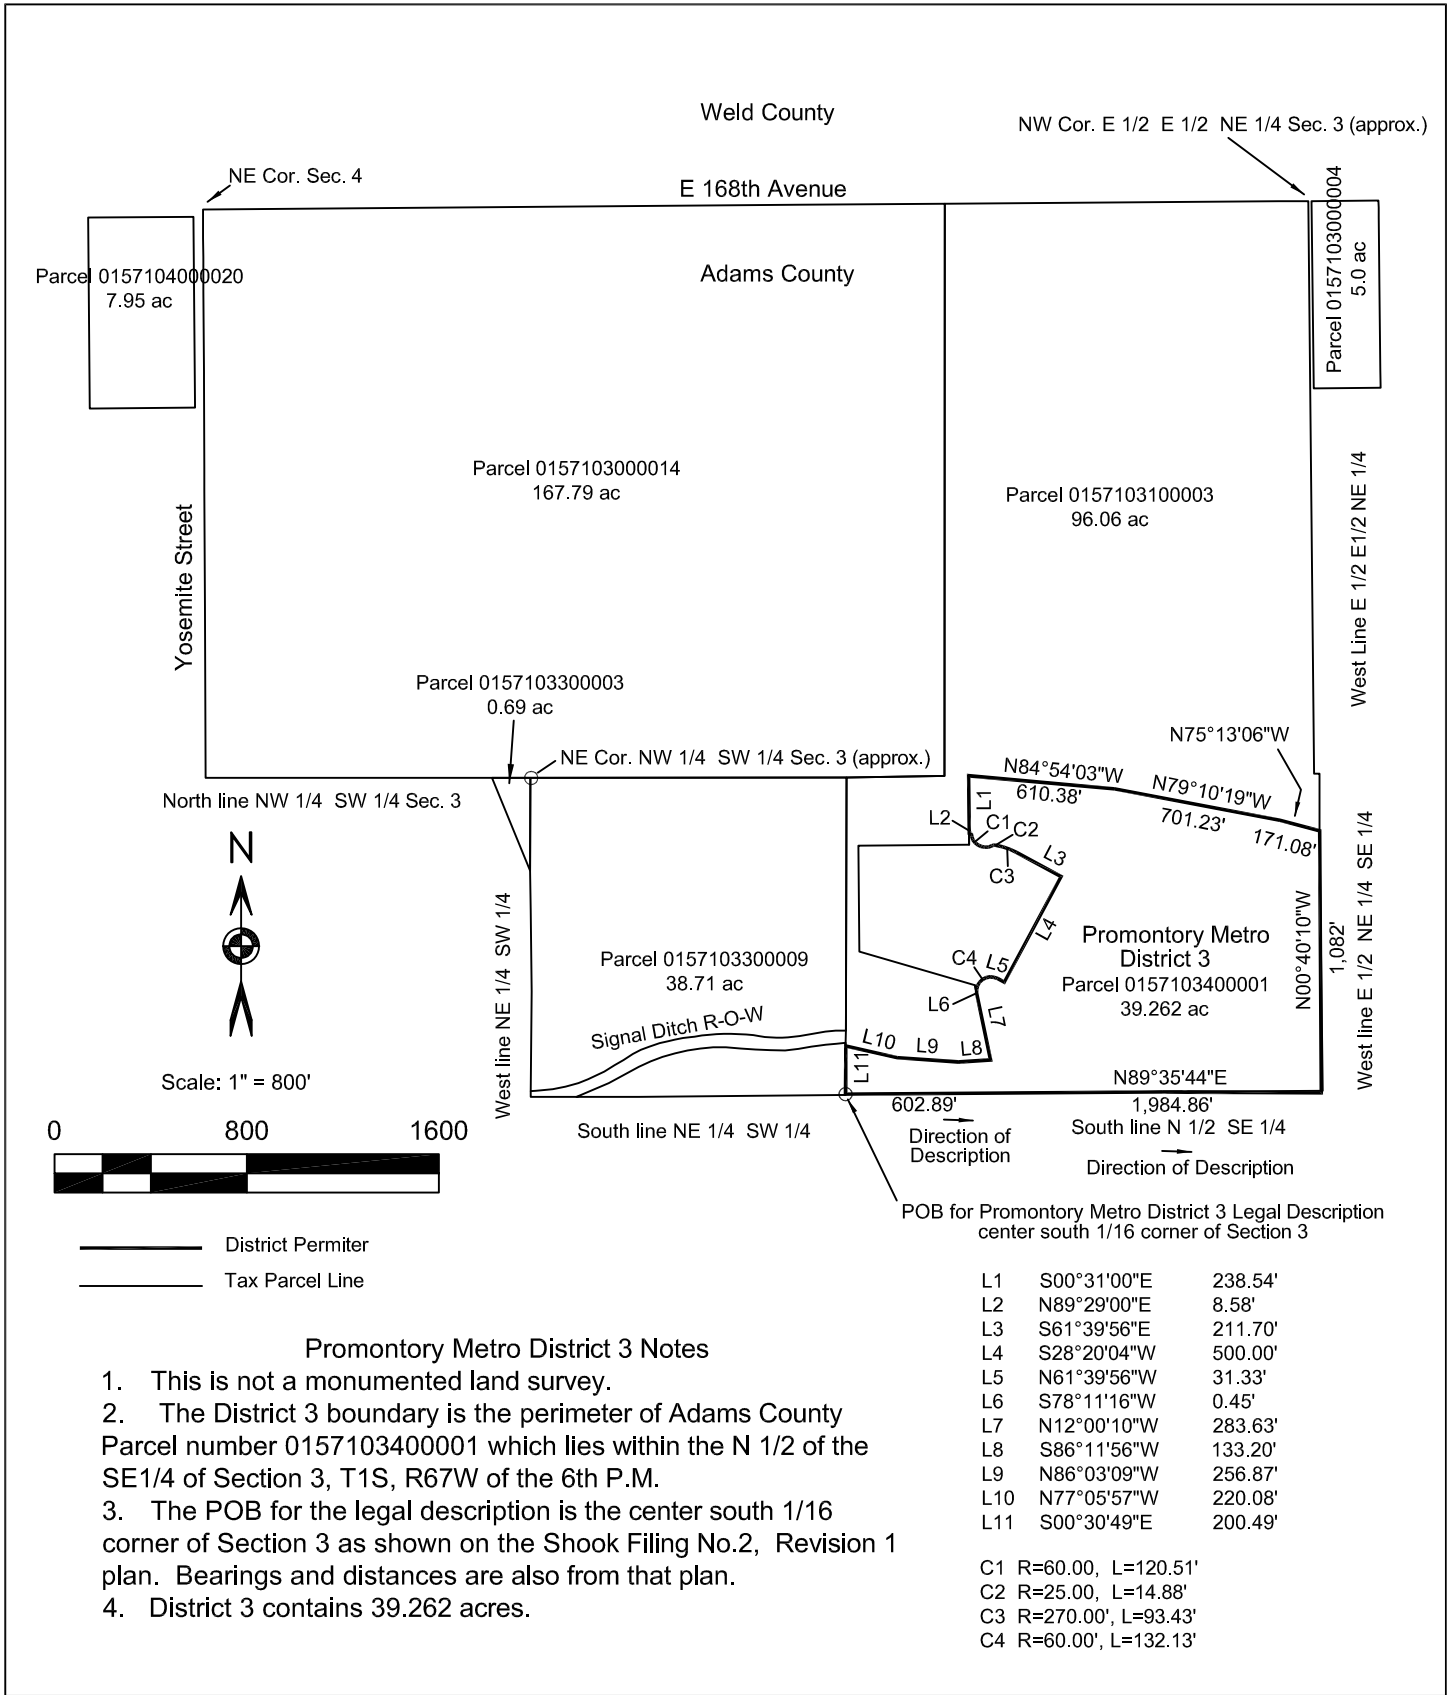 Weld County
NW Cor. E 1/2 E 1/2 NE 1/4 Sec. 3 (approx.)
NE Cor. Sec. 4
E 168th Avenue
Parcel 0157104000020
7.95 ac
Adams County
Parcel 0157103000004
5.0 ac
Parcel 0157103000014
167.79 ac
Parcel 0157103100003
96.06 ac
Yosemite Street
West Line E 1/2 E1/2 NE 1/4
Parcel 0157103300003
0.69 ac
NE Cor. NW 1/4 SW 1/4 Sec. 3 (approx.)
North line NW 1/4 SW 1/4 Sec. 3
N75°13'06"W
N84°54'03"W
610.38'
N79°10'19"W
701.23'
171.08'
L1
L2
C1
C2
C3
L3
L4
C4
L5
L6
L7
L8
L9
L10
L11
N
West line NE 1/4 SW 1/4
Parcel 0157103300009
38.71 ac
Signal Ditch R-O-W
Promontory Metro
District 3
Parcel 0157103400001
39.262 ac
N00°40'10"W
1,082'
West line E 1/2 NE 1/4 SE 1/4
Scale: 1" = 800'
0 800 1600
N89°35'44"E
602.89'
1,984.86'
South line NE 1/4 SW 1/4
South line N 1/2 SE 1/4
Direction of
Description
Direction of Description
POB for Promontory Metro District 3 Legal Description
center south 1/16 corner of Section 3
District Permiter
Tax Parcel Line
L1 S00°31'00"E 238.54'
L2 N89°29'00"E 8.58'
L3 S61°39'56"E 211.70'
L4 S28°20'04"W 500.00'
L5 N61°39'56"W 31.33'
L6 S78°11'16"W 0.45'
L7 N12°00'10"W 283.63'
L8 S86°11'56"W 133.20'
L9 N86°03'09"W 256.87'
L10 N77°05'57"W 220.08'
L11 S00°30'49"E 200.49'
C1 R=60.00, L=120.51'
C2 R=25.00, L=14.88'
C3 R=270.00', L=93.43'
C4 R=60.00', L=132.13'
Promontory Metro District 3 Notes
1. This is not a monumented land survey.
2. The District 3 boundary is the perimeter of Adams County
Parcel number 0157103400001 which lies within the N 1/2 of the
SE1/4 of Section 3, T1S, R67W of the 6th P.M.
3. The POB for the legal description is the center south 1/16
corner of Section 3 as shown on the Shook Filing No.2, Revision 1
plan. Bearings and distances are also from that plan.
4. District 3 contains 39.262 acres.